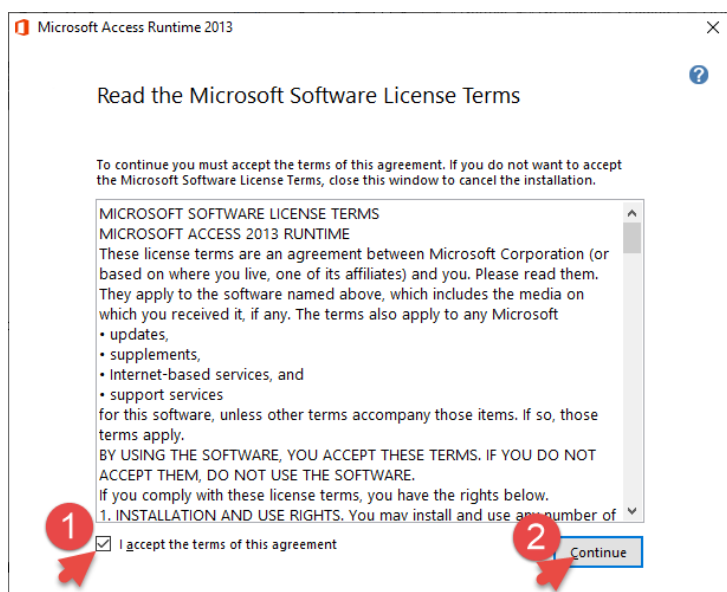 Microsoft Access Runtime 2013
Read the Microsoft Software License Terms
To continue you must accept the terms of this agreement. If you do not want to accept
the Microsoft Software License Terms, close this window to cancel the installation.
MICROSOFT SOFTWARE LICENSE TERMS
MICROSOFT ACCESS 2013 RUNTIME
These license terms are an agreement between Microsoft Corporation (or
based on where you live, one of its affiliates) and you. Please read them.
They apply to the software named above, which includes the media on
which you received it, if any. The terms also apply to any Microsoft
• updates,
• supplements,
• Internet-based services, and
• support services
for this software, unless other terms accompany those items. If so, those
terms apply.
BY USING THE SOFTWARE, YOU ACCEPT THESE TERMS. IF YOU DO NOT
ACCEPT THEM, DO NOT USE THE SOFTWARE.
If you comply with these license terms, you have the rights below.
1. INSTALLATION AND USE RIGHTS. You may install and use any number of
1
I accept the terms of this agreement
2
Continue